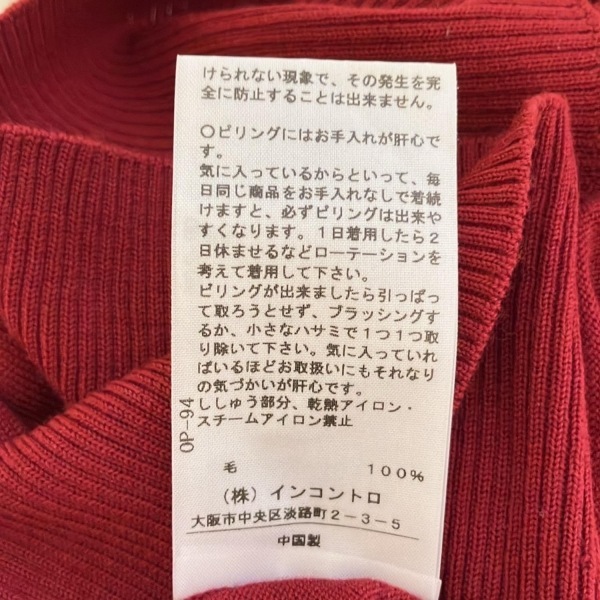 けられない現象で、その発生を完
全に防止することは出来ません。
〇ピリングにはお手入れが肝心で
す。
気に入っているからといって、毎
日同じ商品をお手入れなしで着続
けますと、必ずピリングは出来や
すくなります。１日着用したら２
日休ませるなどローテーションを
考えて着用して下さい。
ピリングが出来ましたら引っぱっ
て取ろうとせず、ブラッシングす
るか、小さなハサミで１つ１つ取
り除いて下さい。気に入っていれ
ばいるほどお取扱いにもそれなり
の気づかいが肝心です。
ししゅう部分、乾熱アイロン・
スチームアイロン禁止
OP-94
毛 100%
（株）インコントロ
大阪市中央区淡路町２－３－５
中国製